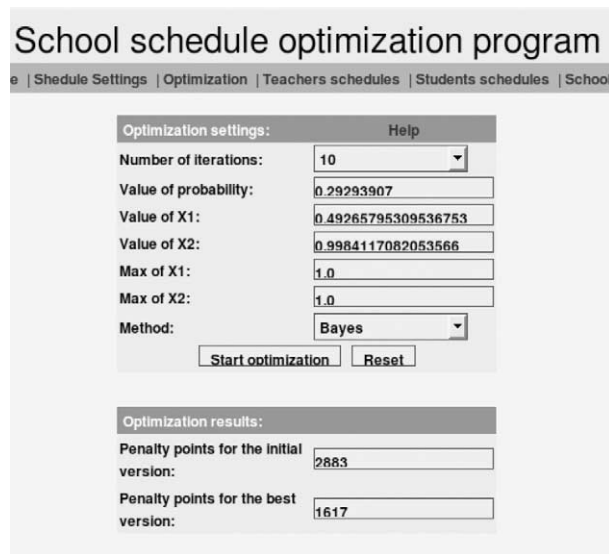 School schedule optimization program
e | Shedule Settings | Optimization | Teachers schedules | Students schedules | School
Optimization settings: Help
Number of iterations: 10
Value of probability: 0.29293907
Value of X1: 0.49265795309536753
Value of X2: 0.9984117082053566
Max of X1: 1.0
Max of X2: 1.0
Method: Bayes
Start optimization Reset
Optimization results:
Penalty points for the initial
version: 2883
Penalty points for the best
version: 1617